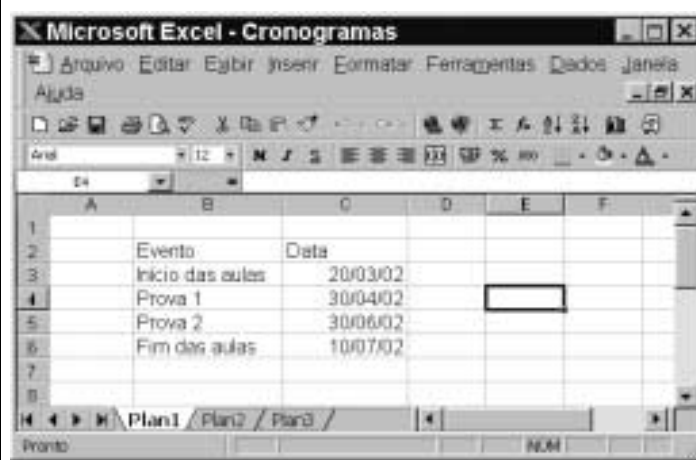 Microsoft Excel - Cronogramas
Arquivo Editar Exibir Inserir Formatar Ferramentas Dados Janela
Ajuda
Arial 12 N I S % 000
E4 =
A B C D E F
1
2 Evento Data
3 Início das aulas 20/03/02
4 Prova 1 30/04/02
5 Prova 2 30/06/02
6 Fim das aulas 10/07/02
7
8
Plan1 / Plan2 / Plan3 /
Pronto NUM